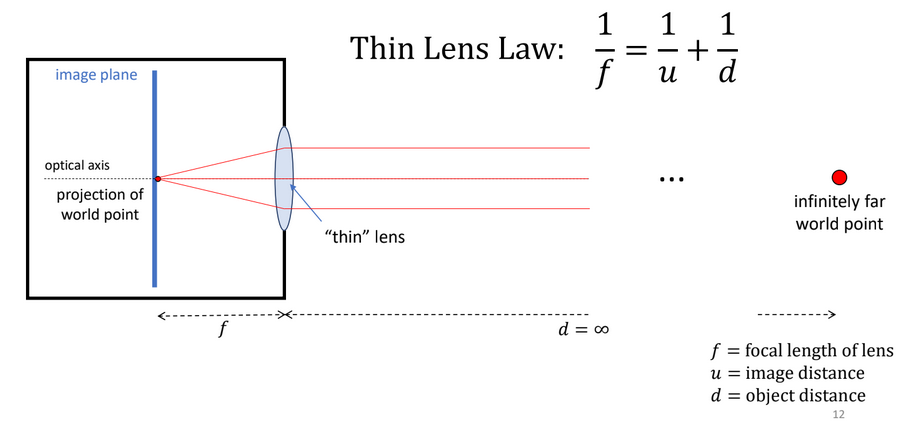 Thin Lens Law: 1/f = 1/u + 1/d
image plane
optical axis
projection of
world point
“thin” lens
...
infinitely far
world point
f
d = ∞
f = focal length of lens
u = image distance
d = object distance
12